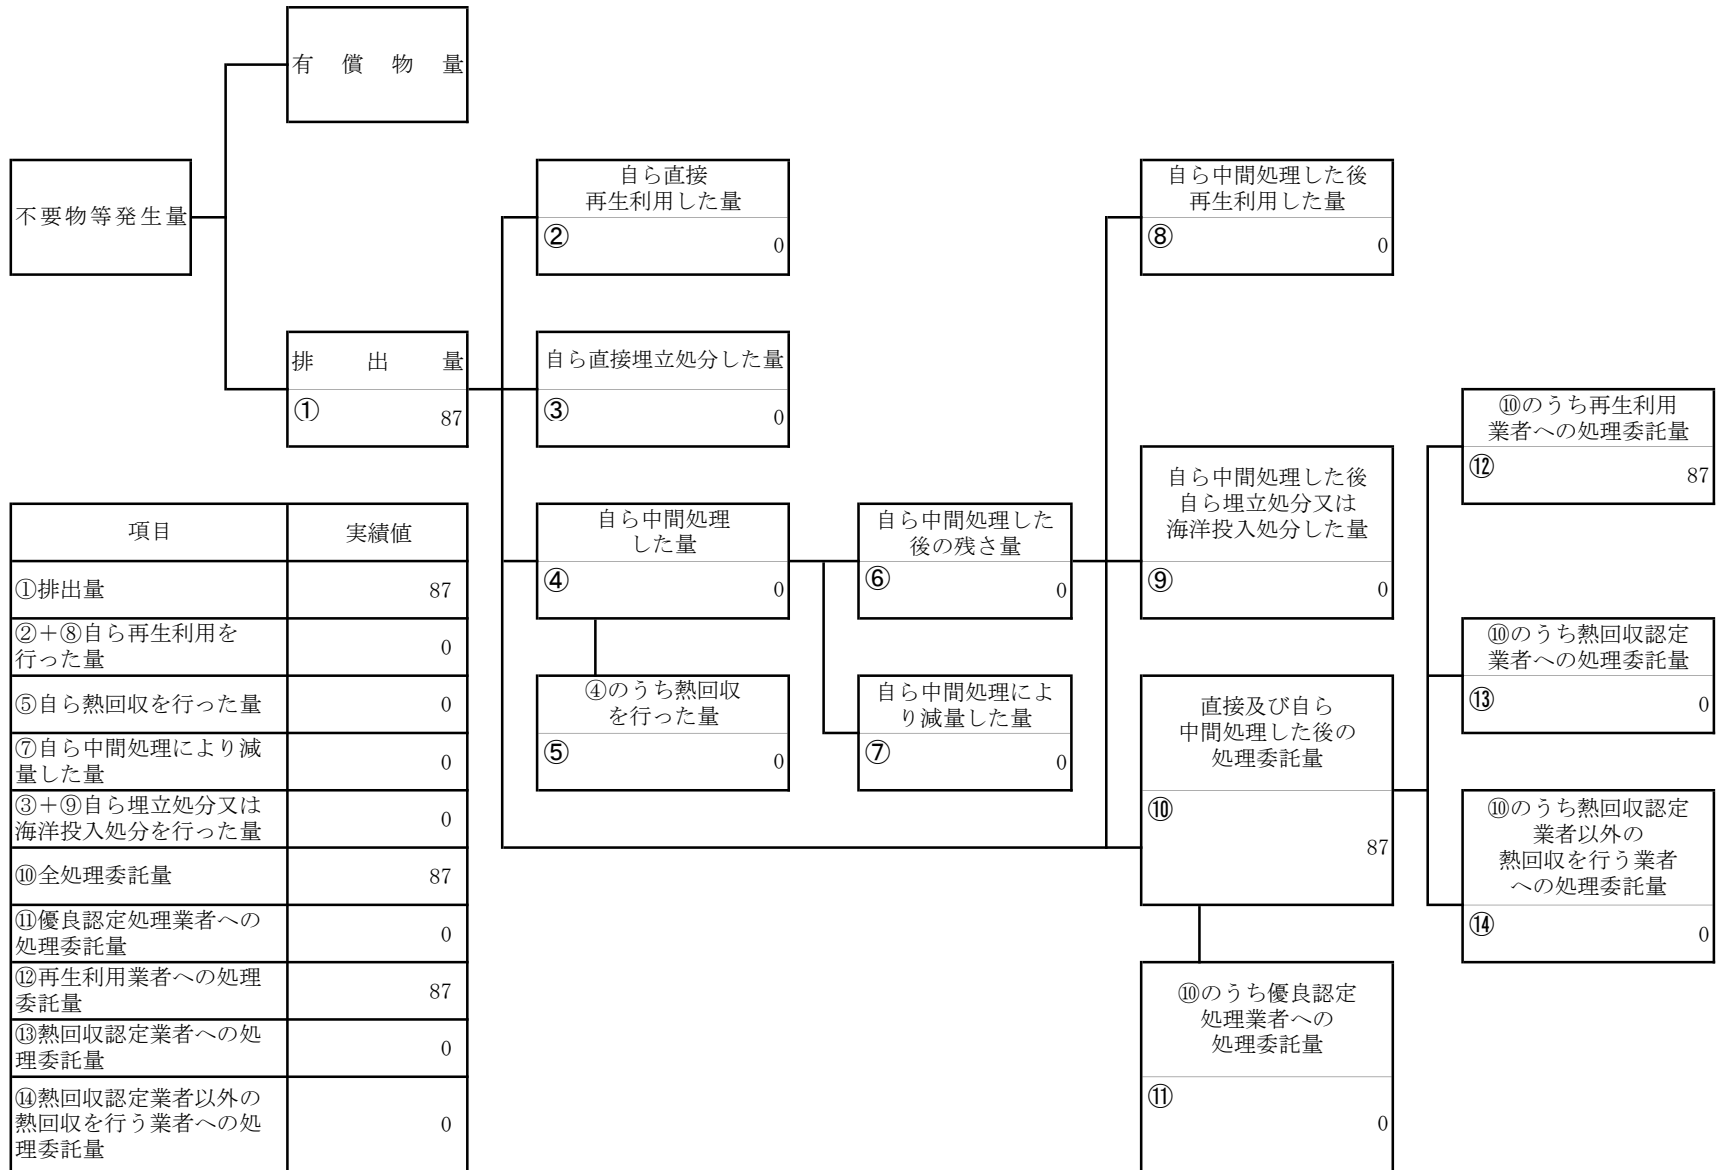 有償物量
不要物等発生量
自ら直接
再生利用した量
②
0
自ら中間処理した後
再生利用した量
⑧
0
排出量
①
87
自ら直接埋立処分した量
③
0
⑩のうち再生利用
業者への処理委託量
⑫
87
自ら中間処理
した量
④
0
自ら中間処理した
後の残さ量
⑥
0
自ら中間処理した後
自ら埋立処分又は
海洋投入処分した量
⑨
0
⑩のうち熱回収認定
業者への処理委託量
⑬
0
④のうち熱回収
を行った量
⑤
0
自ら中間処理によ
り減量した量
⑦
0
直接及び自ら
中間処理した後の
処理委託量
⑩
87
⑩のうち熱回収認定
業者以外の
熱回収を行う業者
への処理委託量
⑭
0
⑩のうち優良認定
処理業者への
処理委託量
⑪
0
項目
実績値
①排出量
87
②＋⑧自ら再生利用を
行った量
0
⑤自ら熱回収を行った量
0
⑦自ら中間処理により減
量した量
0
③＋⑨自ら埋立処分又は
海洋投入処分を行った量
0
⑩全処理委託量
87
⑪優良認定処理業者への
処理委託量
0
⑫再生利用業者への処理
委託量
87
⑬熱回収認定業者への処
理委託量
0
⑭熱回収認定業者以外の
熱回収を行う業者への処
理委託量
0